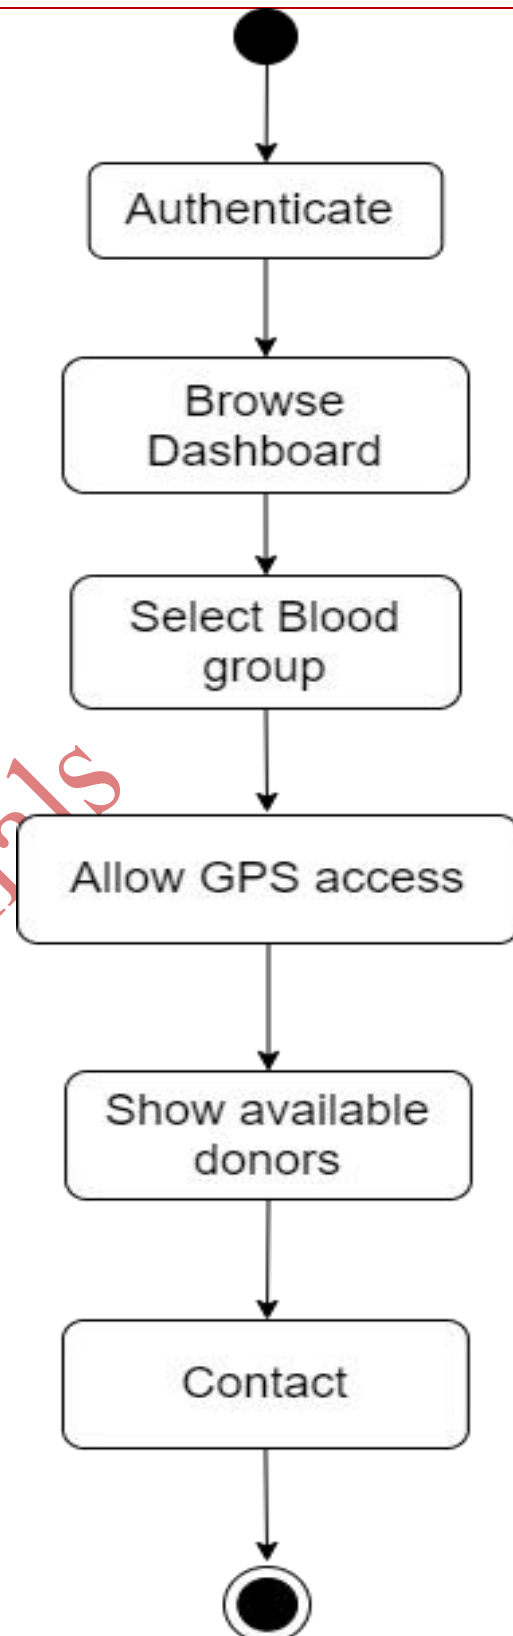 Authenticate
Browse
Dashboard
Select Blood
group
Allow GPS access
Show available
donors
Contact